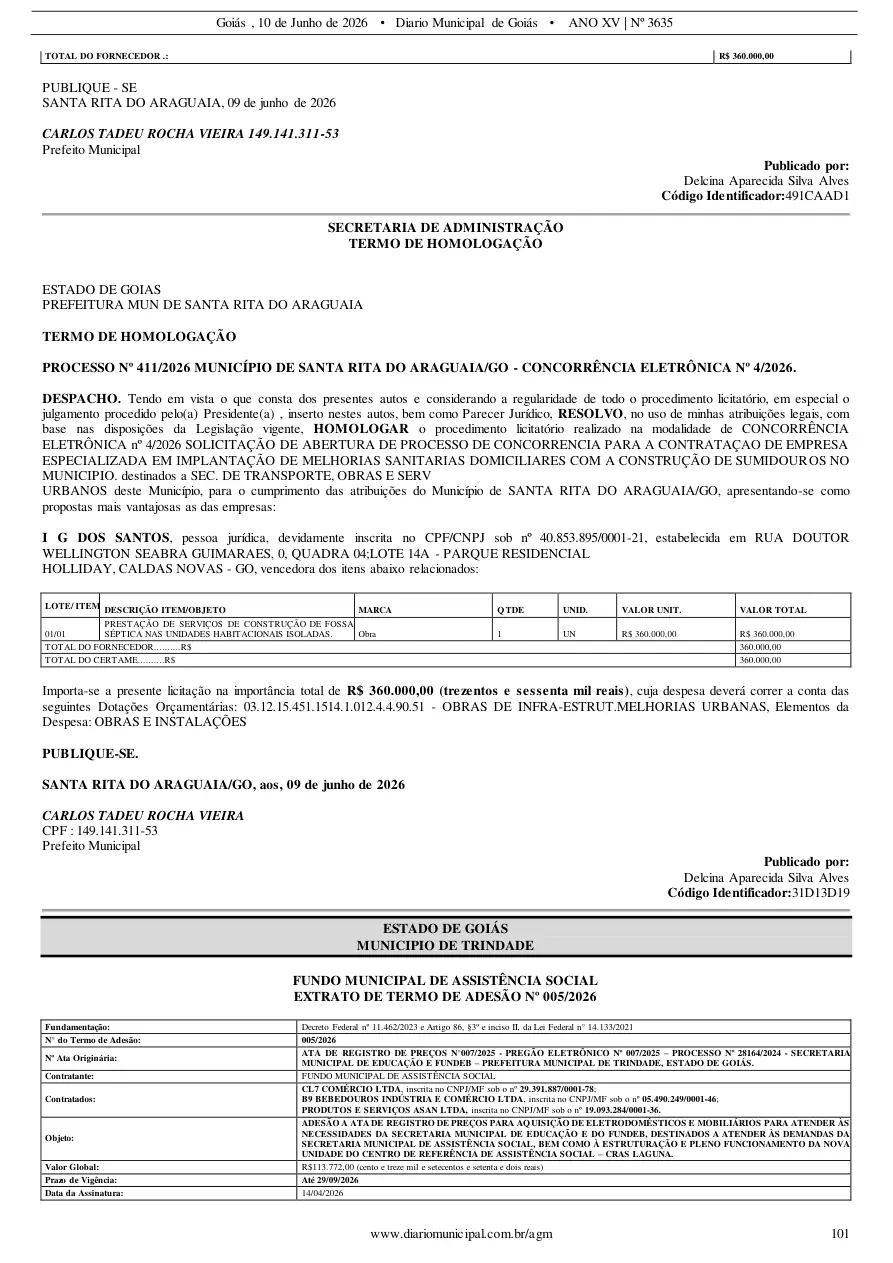 Goiás , 10 de Junho de 2026 • Diario Municipal de Goiás • ANO XV | Nº 3635
TOTAL DO FORNECEDOR .: R$ 360.000,00
PUBLIQUE - SE
SANTA RITA DO ARAGUAIA, 09 de junho de 2026
CARLOS TADEU ROCHA VIEIRA 149.141.311-53
Prefeito Municipal
Publicado por:
Delcina Aparecida Silva Alves
Código Identificador:491CAAD1
SECRETARIA DE ADMINISTRAÇÃO
TERMO DE HOMOLOGAÇÃO
ESTADO DE GOIAS
PREFEITURA MUN DE SANTA RITA DO ARAGUAIA
TERMO DE HOMOLOGAÇÃO
PROCESSO Nº 411/2026 MUNICÍPIO DE SANTA RITA DO ARAGUAIA/GO - CONCORRÊNCIA ELETRÔNICA Nº 4/2026.
DESPACHO. Tendo em vista o que consta dos presentes autos e considerando a regularidade de todo o procedimento licitatório, em especial o
julgamento procedido pelo(a) Presidente(a) , inserto nestes autos, bem como Parecer Jurídico, RESOLVO, no uso de minhas atribuições legais, com
base nas disposições da Legislação vigente, HOMOLOGAR o procedimento licitatório realizado na modalidade de CONCORRÊNCIA
ELETRÔNICA nº 4/2026 SOLICITAÇÃO DE ABERTURA DE PROCESSO DE CONCORRENCIA PARA A CONTRATAÇAO DE EMPRESA
ESPECIALIZADA EM IMPLANTAÇÃO DE MELHORIAS SANITARIAS DOMICILIARES COM A CONSTRUÇÃO DE SUMIDOUROS NO
MUNICIPIO. destinados a SEC. DE TRANSPORTE, OBRAS E SERV
URBANOS deste Município, para o cumprimento das atribuições do Município de SANTA RITA DO ARAGUAIA/GO, apresentando-se como
propostas mais vantajosas as das empresas:
I G DOS SANTOS, pessoa jurídica, devidamente inscrita no CPF/CNPJ sob nº 40.853.895/0001-21, estabelecida em RUA DOUTOR
WELLINGTON SEABRA GUIMARAES, 0, QUADRA 04;LOTE 14A - PARQUE RESIDENCIAL
HOLLIDAY, CALDAS NOVAS - GO, vencedora dos itens abaixo relacionados:
LOTE/ ITEM DESCRIÇÃO ITEM/OBJETO MARCA QTDE UNID. VALOR UNIT. VALOR TOTAL
PRESTAÇÃO DE SERVIÇOS DE CONSTRUÇÃO DE FOSSA
01/01 SÉPTICA NAS UNIDADES HABITACIONAIS ISOLADAS. Obra 1 UN R$ 360.000,00 R$ 360.000,00
TOTAL DO FORNECEDOR..........R$ 360.000,00
TOTAL DO CERTAME..........R$ 360.000,00
Importa-se a presente licitação na importância total de R$ 360.000,00 (trezentos e sessenta mil reais), cuja despesa deverá correr a conta das
seguintes Dotações Orçamentárias: 03.12.15.451.1514.1.012.4.4.90.51 - OBRAS DE INFRA-ESTRUT.MELHORIAS URBANAS, Elementos da
Despesa: OBRAS E INSTALAÇÕES
PUBLIQUE-SE.
SANTA RITA DO ARAGUAIA/GO, aos, 09 de junho de 2026
CARLOS TADEU ROCHA VIEIRA
CPF : 149.141.311-53
Prefeito Municipal
Publicado por:
Delcina Aparecida Silva Alves
Código Identificador:31D13D19
ESTADO DE GOIÁS
MUNICIPIO DE TRINDADE
FUNDO MUNICIPAL DE ASSISTÊNCIA SOCIAL
EXTRATO DE TERMO DE ADESÃO Nº 005/2026
Fundamentação: Decreto Federal nº 11.462/2023 e Artigo 86, §3º e inciso II, da Lei Federal n° 14.133/2021
N° do Termo de Adesão: 005/2026
Nº Ata Originária: ATA DE REGISTRO DE PREÇOS N°007/2025 - PREGÃO ELETRÔNICO Nº 007/2025 – PROCESSO Nº 28164/2024 - SECRETARIA
MUNICIPAL DE EDUCAÇÃO E FUNDEB – PREFEITURA MUNICIPAL DE TRINDADE, ESTADO DE GOIÁS.
Contratante: FUNDO MUNICIPAL DE ASSISTÊNCIA SOCIAL
Contratados: CL7 COMÉRCIO LTDA, inscrita no CNPJ/MF sob o nº 29.391.887/0001-78;
B9 BEBEDOUROS INDÚSTRIA E COMÉRCIO LTDA, inscrita no CNPJ/MF sob o nº 05.490.249/0001-46;
PRODUTOS E SERVIÇOS ASAN LTDA, inscrita no CNPJ/MF sob o nº 19.093.284/0001-36.
Objeto: ADESÃO A ATA DE REGISTRO DE PREÇOS PARA AQUISIÇÃO DE ELETRODOMÉSTICOS E MOBILIÁRIOS PARA ATENDER ÀS
NECESSIDADES DA SECRETARIA MUNICIPAL DE EDUCAÇÃO E DO FUNDEB, DESTINADOS A ATENDER ÀS DEMANDAS DA
SECRETARIA MUNICIPAL DE ASSISTÊNCIA SOCIAL, BEM COMO À ESTRUTURAÇÃO E PLENO FUNCIONAMENTO DA NOVA
UNIDADE DO CENTRO DE REFERÊNCIA DE ASSISTÊNCIA SOCIAL – CRAS LAGUNA.
Valor Global: R$113.772,00 (cento e treze mil e setecentos e setenta e dois reais)
Prazo de Vigência: Até 29/09/2026
Data da Assinatura: 14/04/2026
www.diariomunicipal.com.br/agm 101